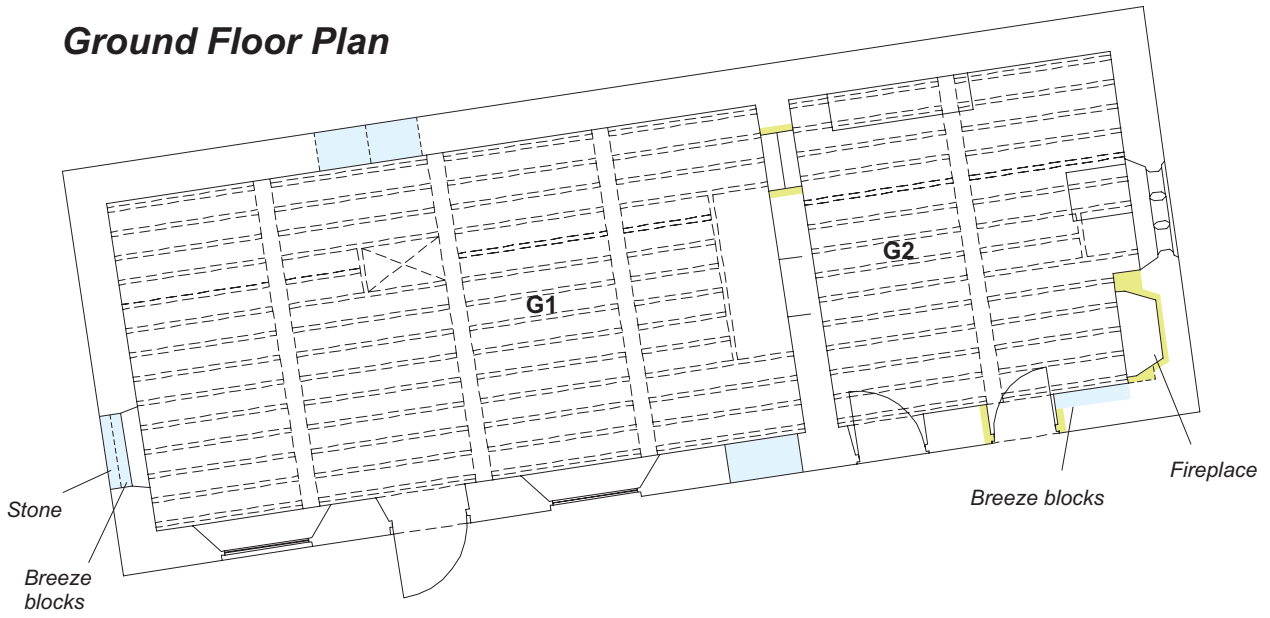 Ground Floor Plan
G1
G2
Stone
Breeze
blocks
Breeze blocks
Fireplace